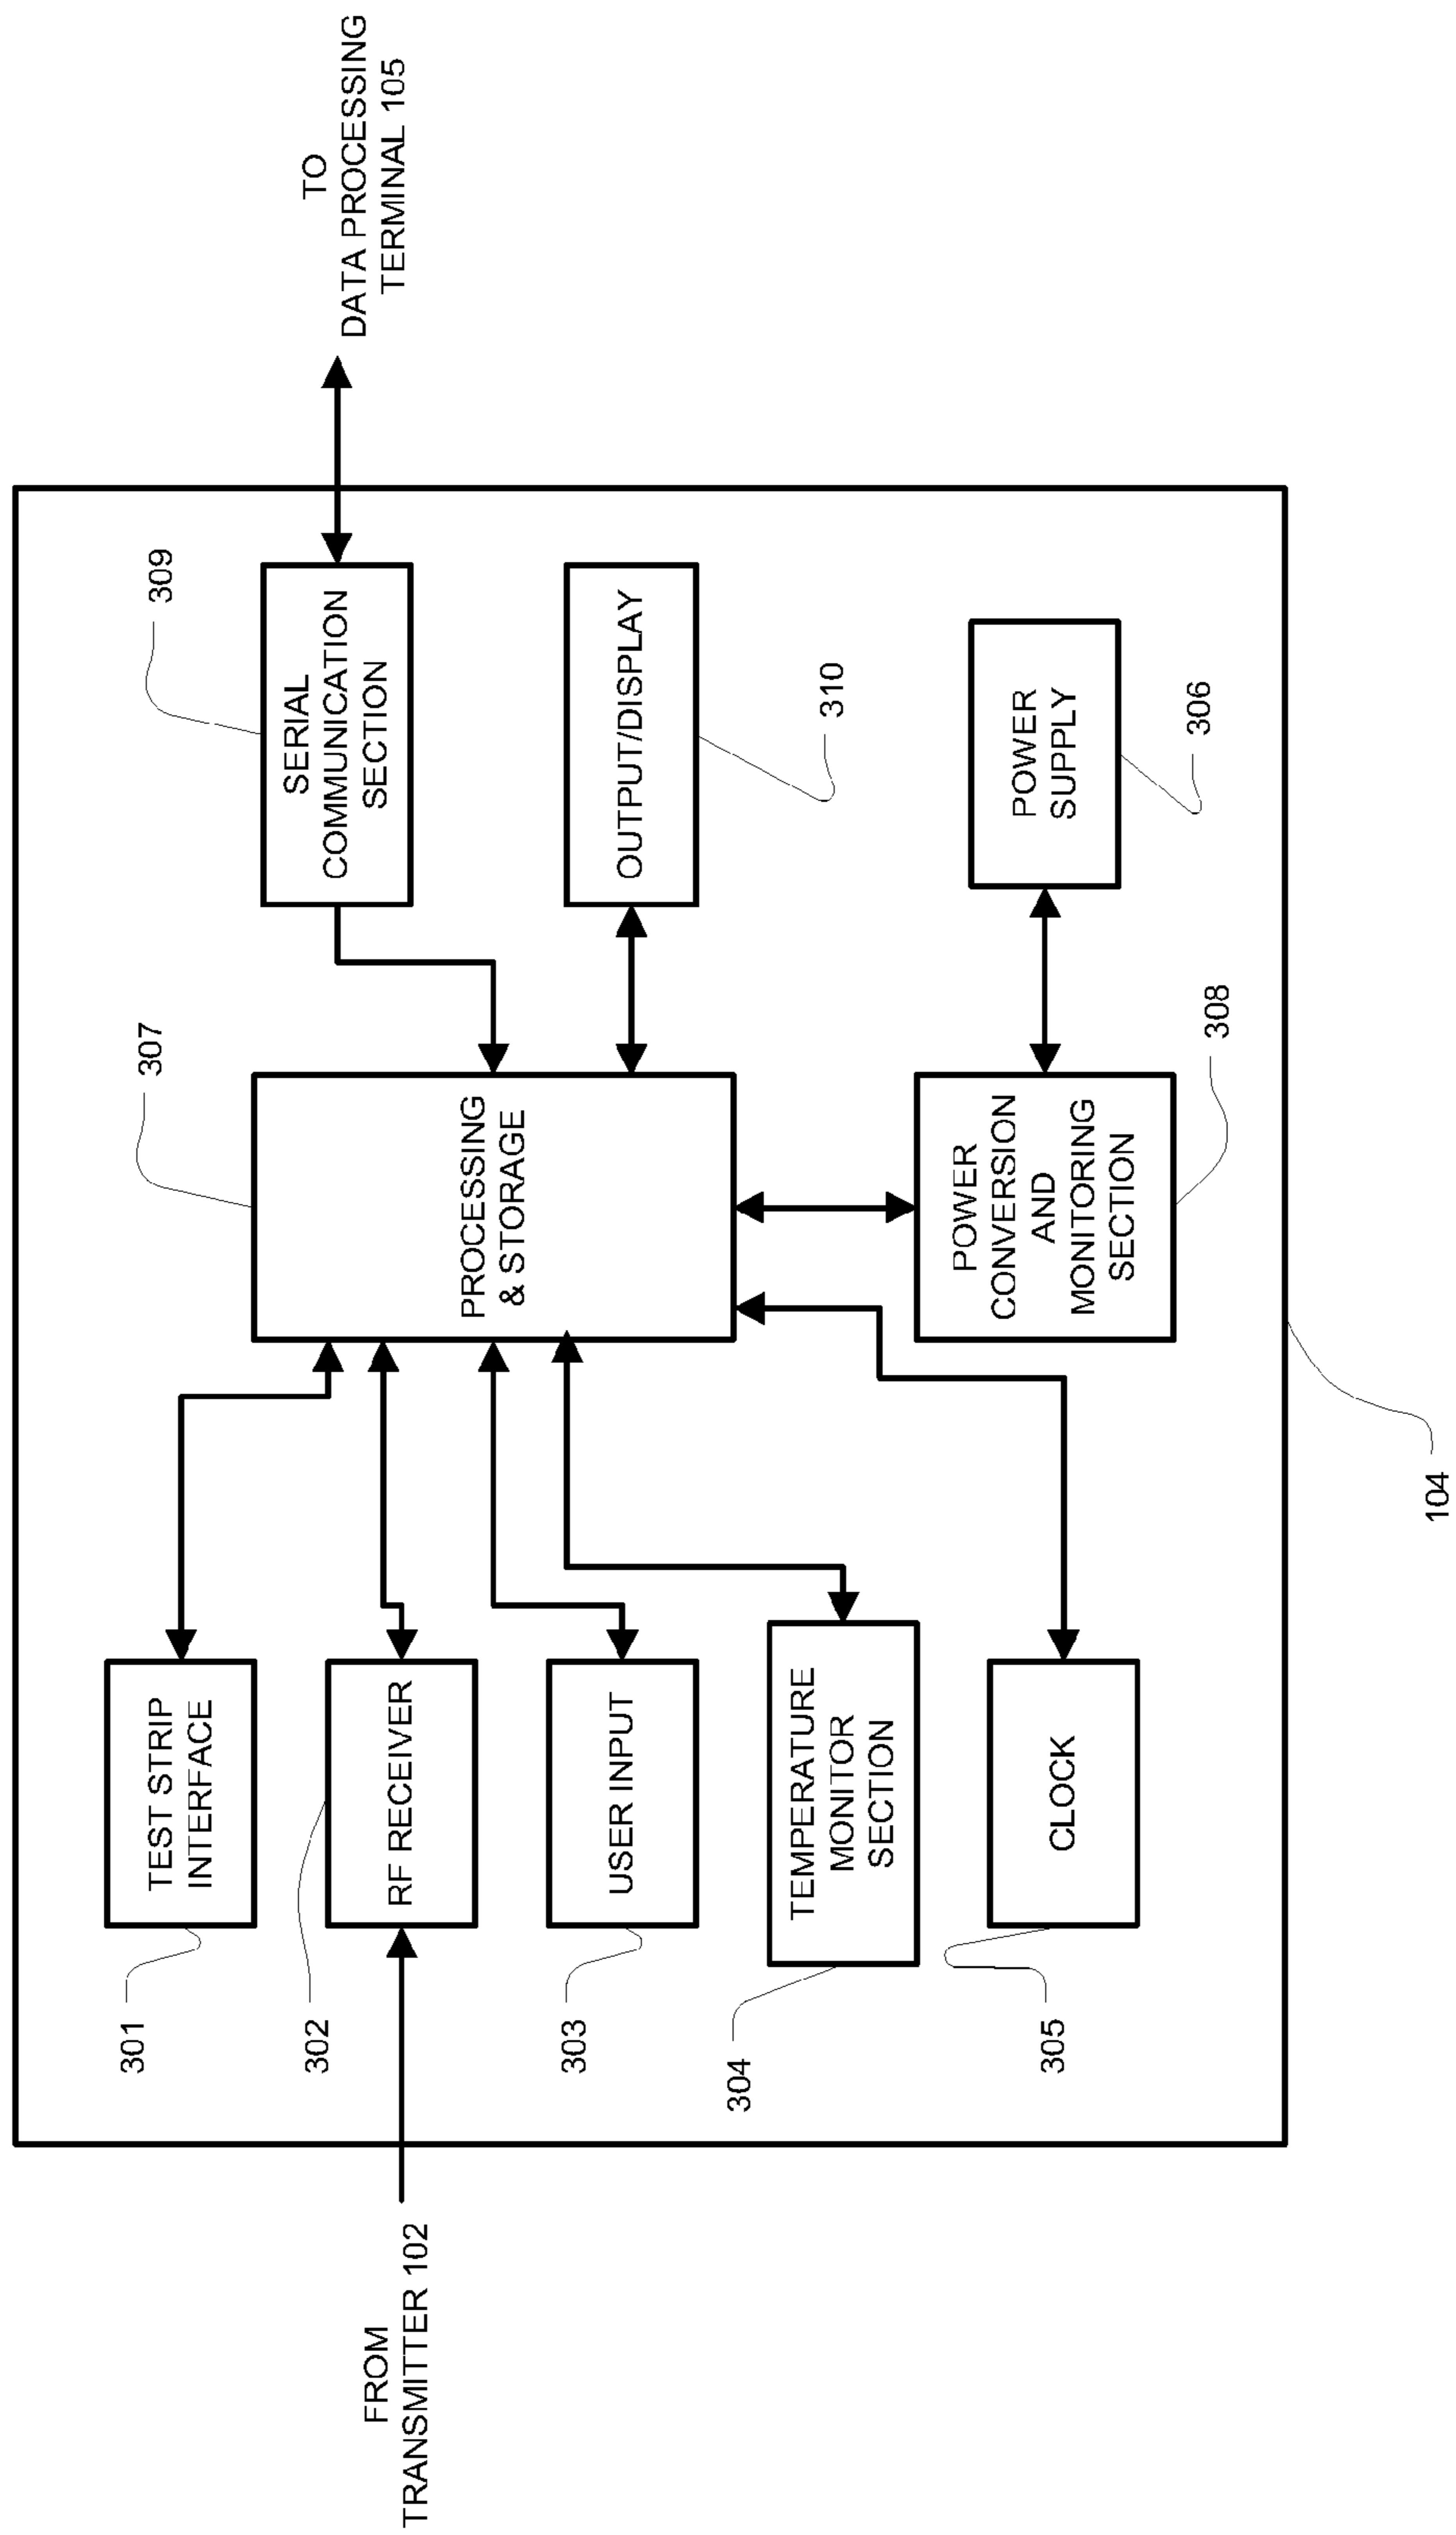 301
TEST STRIP
INTERFACE
FROM
TRANSMITTER 102
302
RF RECEIVER
303
USER INPUT
304
TEMPERATURE
MONITOR
SECTION
305
CLOCK
307
PROCESSING
& STORAGE
POWER
CONVERSION
AND
MONITORING
SECTION
308
309
SERIAL
COMMUNICATION
SECTION
TO
DATA PROCESSING
TERMINAL 105
OUTPUT/DISPLAY
310
POWER
SUPPLY
306
104